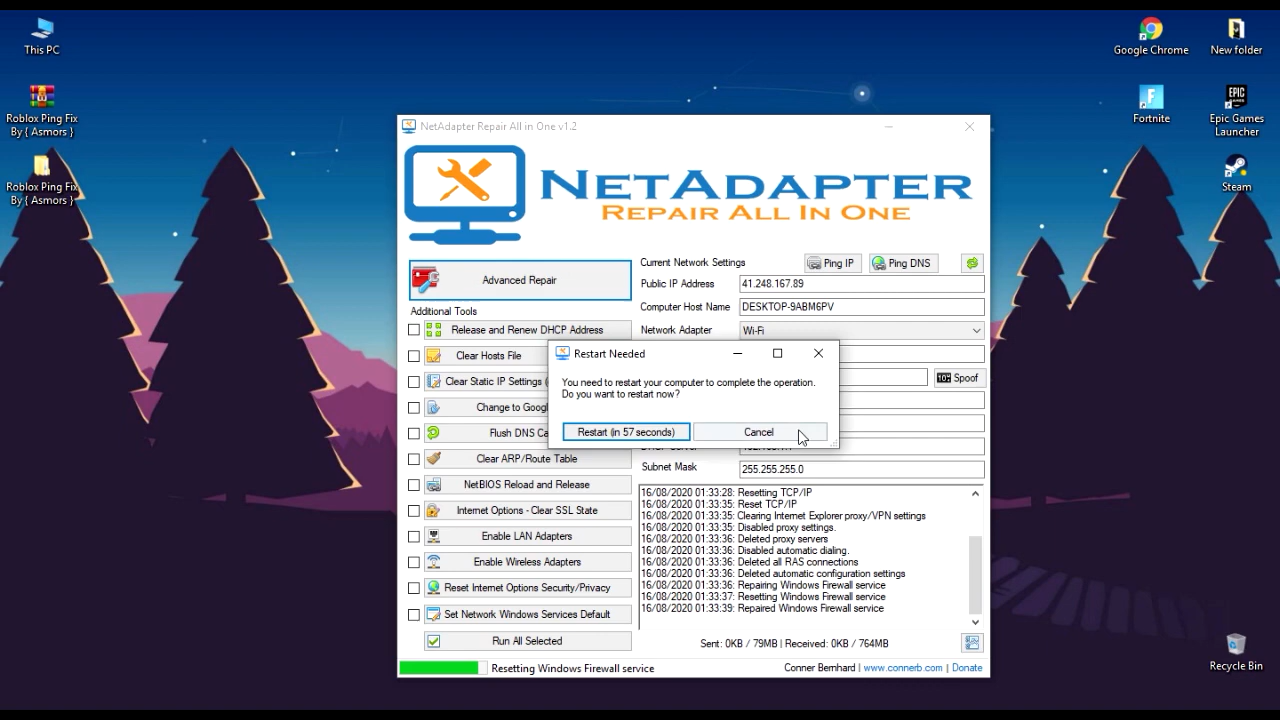 This PC
Roblox Ping Fix
By { Asmors }
Roblox Ping Fix
By { Asmors }
Google Chrome
New folder
Fortnite
EPIC
GAMES
Epic Games
Launcher
Steam
Recycle Bin
NetAdapter Repair All in One v1.2
NETADAPTER
REPAIR ALL IN ONE
Advanced Repair
Additional Tools
Release and Renew DHCP Address
Clear Hosts File
Clear Static IP Settings (
Change to Googl
Flush DNS Ca
Clear ARP/Route Table
NetBIOS Reload and Release
Internet Options - Clear SSL State
Enable LAN Adapters
Enable Wireless Adapters
Reset Internet Options Security/Privacy
Set Network Windows Services Default
Run All Selected
Current Network Settings
Ping IP
Ping DNS
Public IP Address
41.248.167.89
Computer Host Name
DESKTOP-9ABM6PV
Network Adapter
Wi-Fi
Spoof
Restart Needed
You need to restart your computer to complete the operation.
Do you want to restart now?
Restart (in 57 seconds)
Cancel
Subnet Mask
255.255.255.0
16/08/2020 01:33:28: Resetting TCP/IP
16/08/2020 01:33:35: Reset TCP/IP
16/08/2020 01:33:35: Clearing Internet Explorer proxy/VPN settings
16/08/2020 01:33:36: Disabled proxy settings.
16/08/2020 01:33:36: Deleted proxy servers
16/08/2020 01:33:36: Disabled automatic dialing.
16/08/2020 01:33:36: Deleted all RAS connections
16/08/2020 01:33:36: Deleted automatic configuration settings
16/08/2020 01:33:36: Repairing Windows Firewall service
16/08/2020 01:33:37: Resetting Windows Firewall service
16/08/2020 01:33:39: Repaired Windows Firewall service
Sent: 0KB / 79MB | Received: 0KB / 764MB
Resetting Windows Firewall service
Conner Bernhard | www.connerb.com | Donate